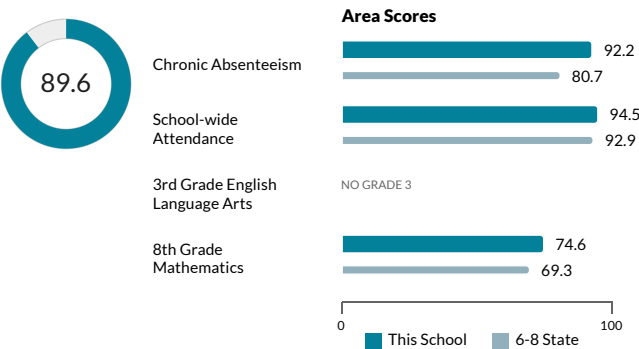 Area Scores
89.6
Chronic Absenteeism
92.2
80.7
School-wide
Attendance
94.5
92.9
3rd Grade English
Language Arts
NO GRADE 3
8th Grade
Mathematics
74.6
69.3
0
100
This School
6-8 State